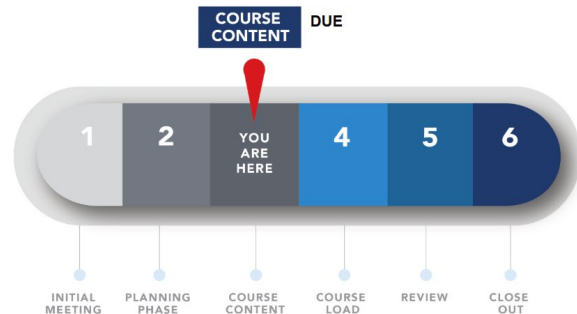 COURSE DUE
CONTENT
1
2
YOU
ARE
HERE
4
5
6
INITIAL
MEETING
PLANNING
PHASE
COURSE
CONTENT
COURSE
LOAD
REVIEW
CLOSE
OUT